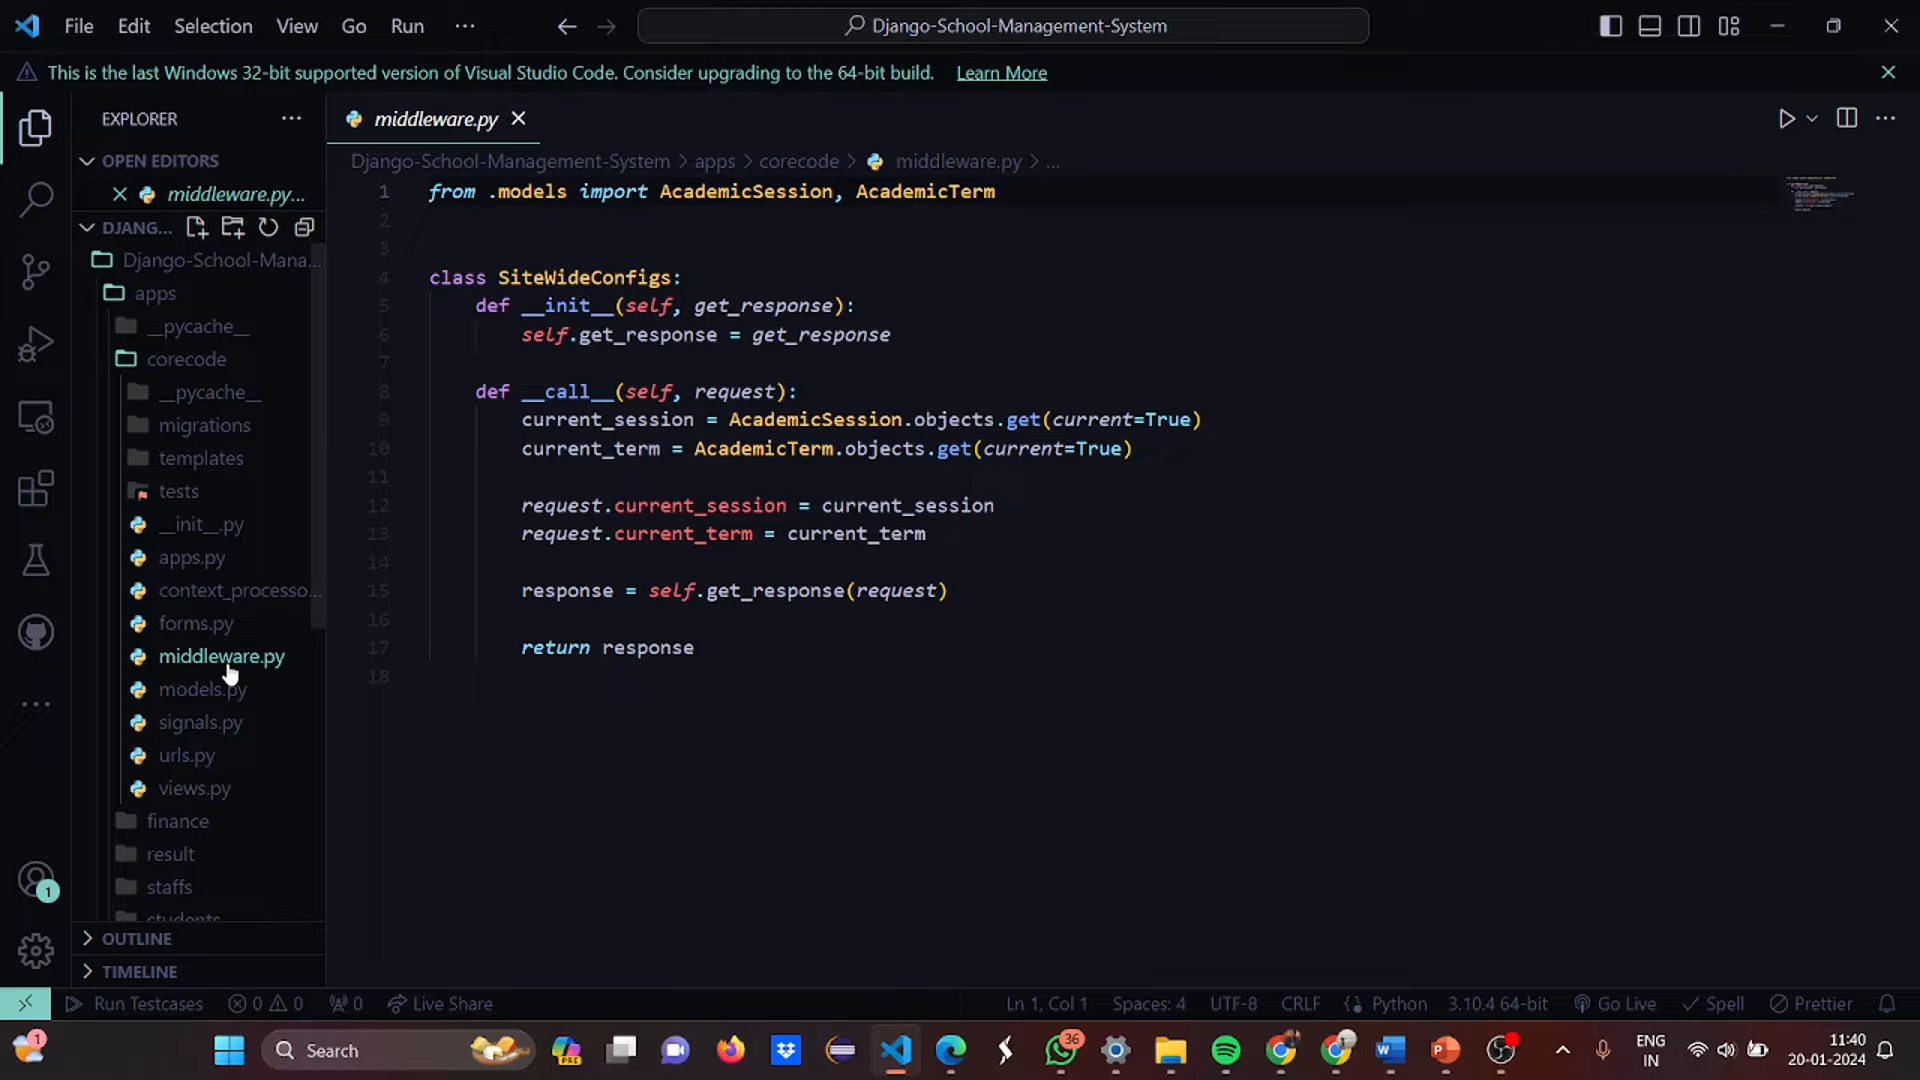 File Edit Selection View Go Run ···
Django-School-Management-System
This is the last Windows 32-bit supported version of Visual Studio Code. Consider upgrading to the 64-bit build. Learn More
EXPLORER
OPEN EDITORS
middleware.py...
DJANG...
Django-School-Mana...
apps
__pycache__
corecode
__pycache__
migrations
templates
tests
__init__.py
apps.py
context_processo...
forms.py
middleware.py
models.py
signals.py
urls.py
views.py
finance
result
staffs
students
OUTLINE
TIMELINE
middleware.py
Django-School-Management-System > apps > corecode > middleware.py > ...
1 from .models import AcademicSession, AcademicTerm
2
3
4 class SiteWideConfigs:
5 def __init__(self, get_response):
6 self.get_response = get_response
7
8 def __call__(self, request):
9 current_session = AcademicSession.objects.get(current=True)
10 current_term = AcademicTerm.objects.get(current=True)
11
12 request.current_session = current_session
13 request.current_term = current_term
14
15 response = self.get_response(request)
16
17 return response
18
1
Run Testcases 0 0 0 Live Share Ln 1, Col 1 Spaces: 4 UTF-8 CRLF Python 3.10.4 64-bit Go Live Spell Prettier
1 Search PRE 36 ENG IN 11:40 20-01-2024